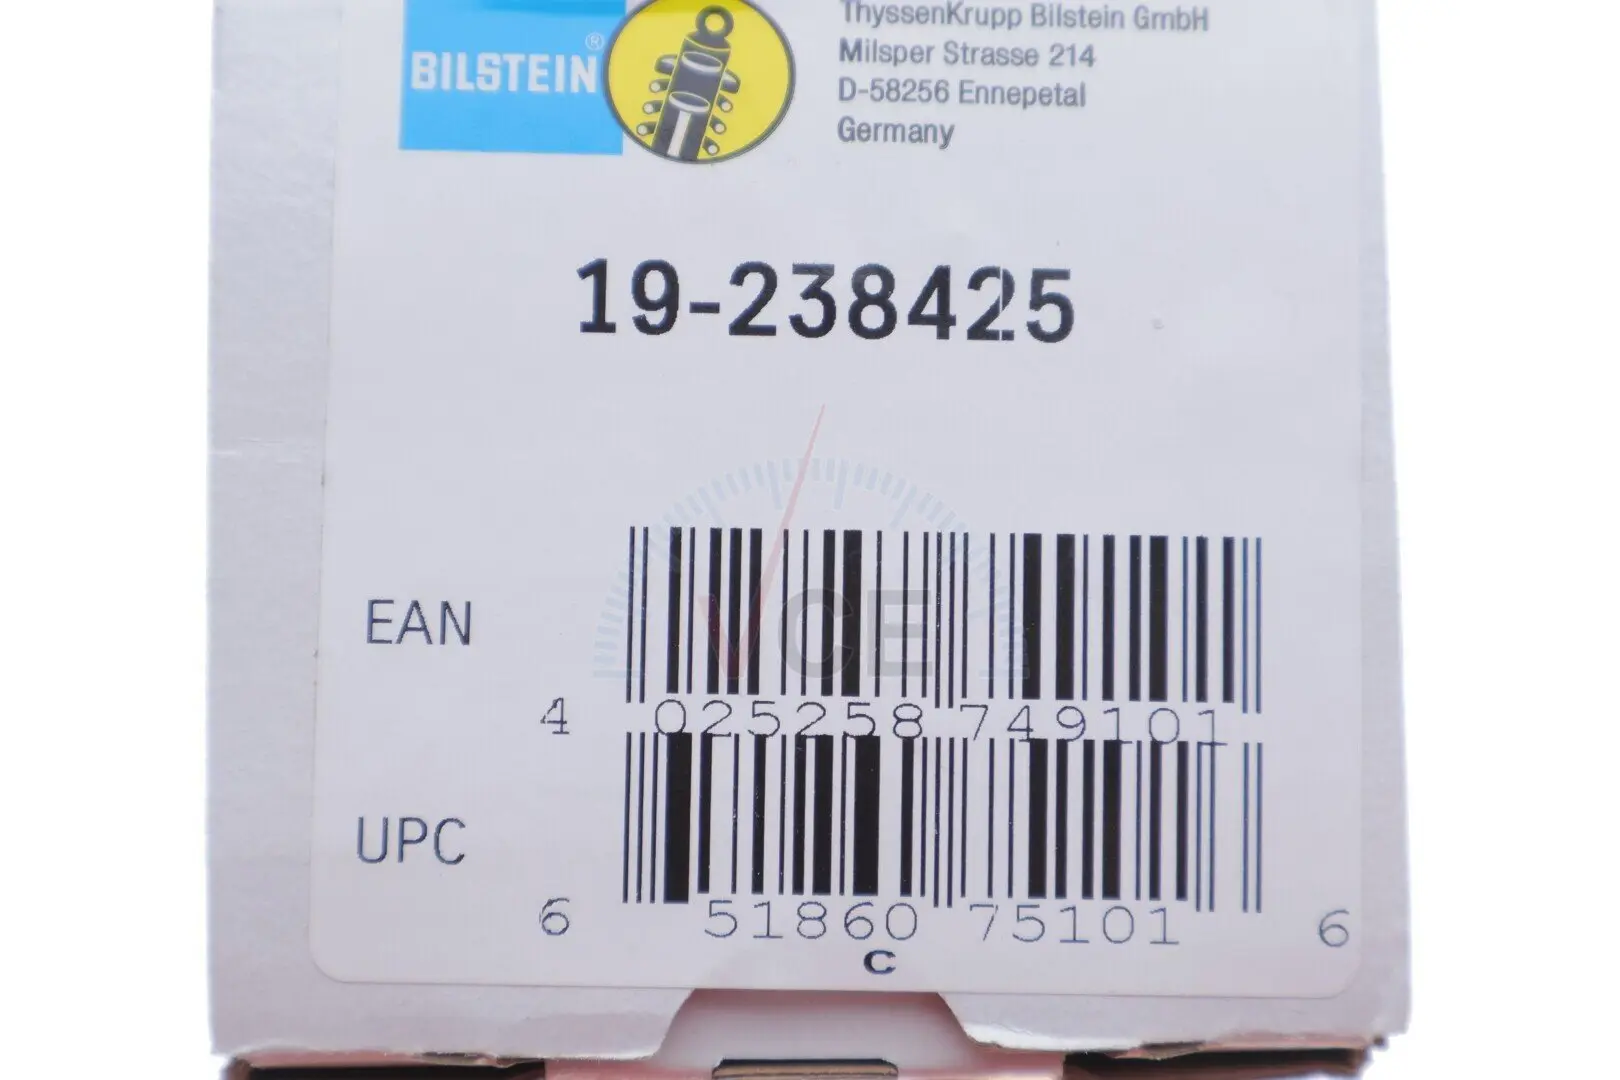 BILSTEIN®
ThyssenKrupp Bilstein GmbH
Milsper Strasse 214
D-58256 Ennepetal
Germany
19-238425
VCE
EAN
4 025258 749101
UPC
6 51860 75101 6
C